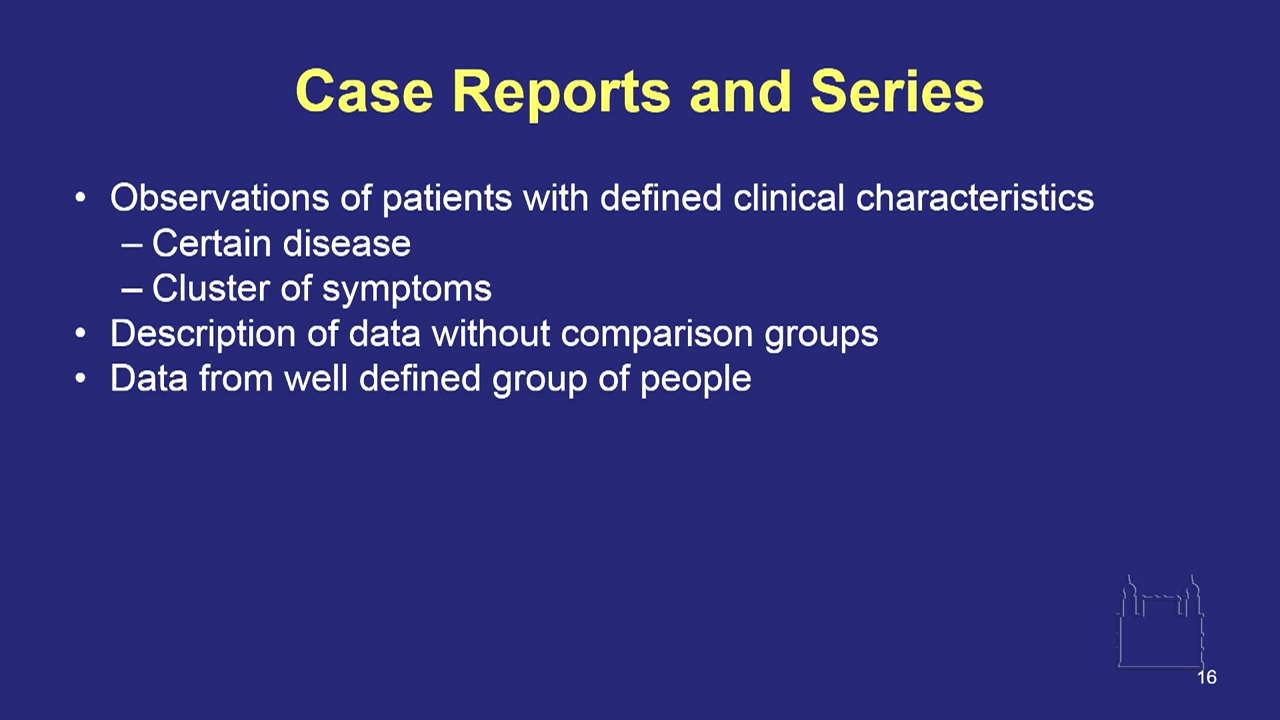 Case Reports and Series
• Observations of patients with defined clinical characteristics
– Certain disease
– Cluster of symptoms
• Description of data without comparison groups
• Data from well defined group of people
16